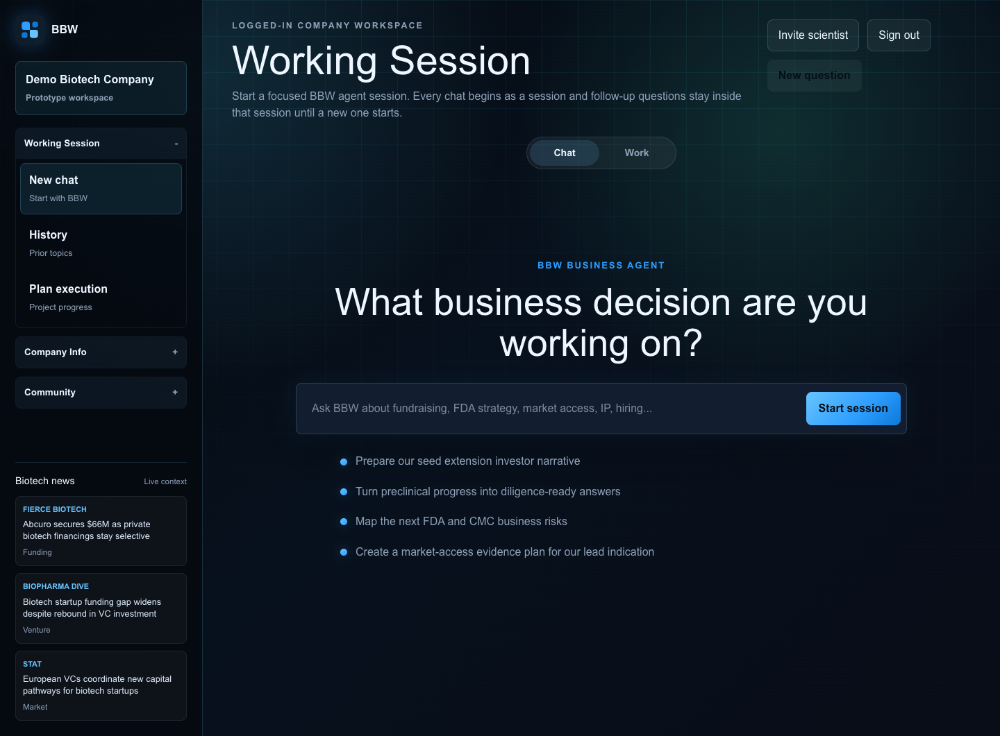 BBW
Demo Biotech Company
Prototype workspace
Working Session -
New chat
Start with BBW
History
Prior topics
Plan execution
Project progress
Company Info +
Community +
Biotech news Live context
FIERCE BIOTECH
Abcuro secures $66M as private
biotech financings stay selective
Funding
BIOPHARMA DIVE
Biotech startup funding gap widens
despite rebound in VC investment
Venture
STAT
European VCs coordinate new capital
pathways for biotech startups
Market
LOGGED-IN COMPANY WORKSPACE
Working Session
Start a focused BBW agent session. Every chat begins as a session and follow-up questions stay inside
that session until a new one starts.
Invite scientist Sign out
New question
Chat Work
BBW BUSINESS AGENT
What business decision are you
working on?
Ask BBW about fundraising, FDA strategy, market access, IP, hiring... Start session
Prepare our seed extension investor narrative
Turn preclinical progress into diligence-ready answers
Map the next FDA and CMC business risks
Create a market-access evidence plan for our lead indication